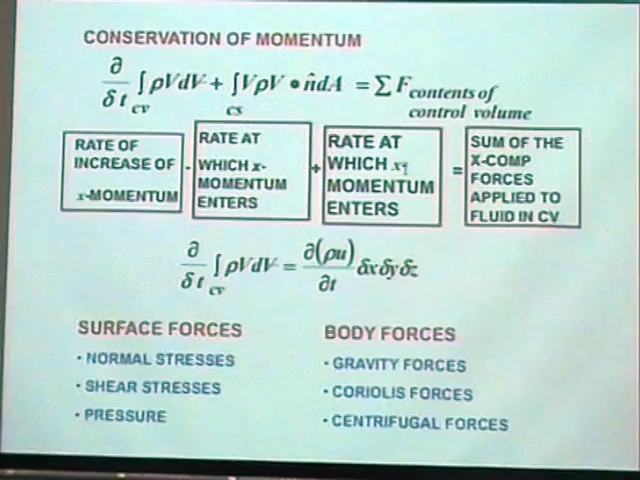 CONSERVATION OF MOMENTUM
∂/δt ∫cv ρVdV + ∫cs VρV • n̂dA = ∑ F contents of control volume
RATE OF
INCREASE OF
x-MOMENTUM
-
RATE AT
WHICH x-
MOMENTUM
ENTERS
+
RATE AT
WHICH x
MOMENTUM
ENTERS
=
SUM OF THE
X-COMP
FORCES
APPLIED TO
FLUID IN CV
∂/δt ∫cv ρVdV = ∂(ρu)/∂t δxδyδz
SURFACE FORCES
• NORMAL STRESSES
• SHEAR STRESSES
• PRESSURE
BODY FORCES
• GRAVITY FORCES
• CORIOLIS FORCES
• CENTRIFUGAL FORCES